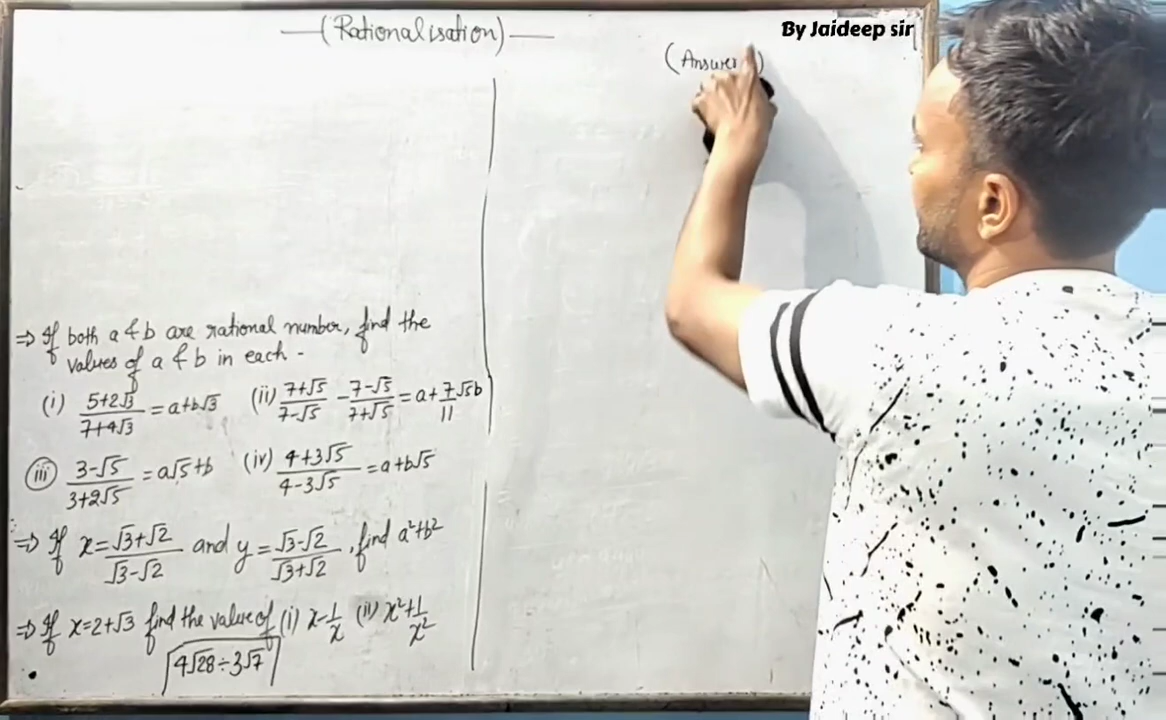 —(Rationalisation)—
By Jaideep sir
(Answer)
⇒ If both a & b are rational number, find the
values of a & b in each -
(i) 5+2√3/7+4√3 = a+b√3 (ii) 7+√5/7-√5 - 7-√5/7+√5 = a+7/11√5b
(iii) 3-√5/3+2√5 = a√5+b (iv) 4+3√5/4-3√5 = a+b√5
⇒ If x=√3+√2/√3-√2 and y=√3-√2/√3+√2, find a²+b²
⇒ If x=2+√3 find the value of (i) x-1/x (ii) x²+1/x²
4√28÷3√7